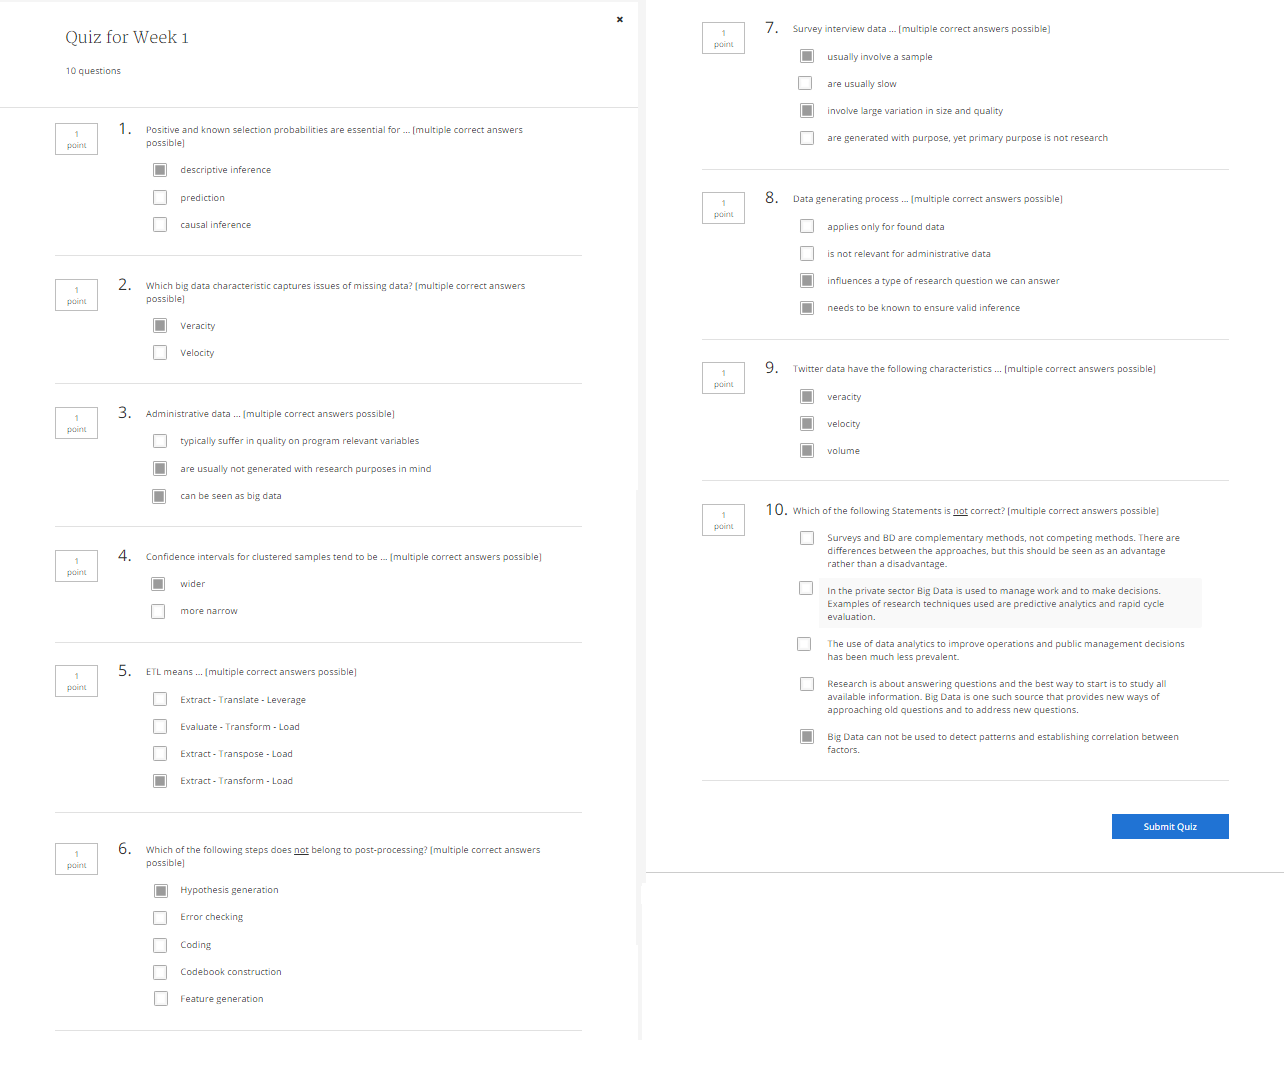 Quiz for Week 1
10 questions
×
1
point
1. Positive and known selection probabilities are essential for ... [multiple correct answers
possible]
descriptive inference
prediction
causal inference
1
point
2. Which big data characteristic captures issues of missing data? [multiple correct answers
possible]
Veracity
Velocity
1
point
3. Administrative data ... [multiple correct answers possible]
typically suffer in quality on program relevant variables
are usually not generated with research purposes in mind
can be seen as big data
1
point
4. Confidence intervals for clustered samples tend to be ... [multiple correct answers possible]
wider
more narrow
1
point
5. ETL means ... [multiple correct answers possible]
Extract - Translate - Leverage
Evaluate - Transform - Load
Extract - Transpose - Load
Extract - Transform - Load
1
point
6. Which of the following steps does not belong to post-processing? [multiple correct answers
possible]
Hypothesis generation
Error checking
Coding
Codebook construction
Feature generation
1
point
7. Survey interview data ... [multiple correct answers possible]
usually involve a sample
are usually slow
involve large variation in size and quality
are generated with purpose, yet primary purpose is not research
1
point
8. Data generating process ... [multiple correct answers possible]
applies only for found data
is not relevant for administrative data
influences a type of research question we can answer
needs to be known to ensure valid inference
1
point
9. Twitter data have the following characteristics ... [multiple correct answers possible]
veracity
velocity
volume
1
point
10. Which of the following Statements is not correct? [multiple correct answers possible]
Surveys and BD are complementary methods, not competing methods. There are
differences between the approaches, but this should be seen as an advantage
rather than a disadvantage.
In the private sector Big Data is used to manage work and to make decisions.
Examples of research techniques used are predictive analytics and rapid cycle
evaluation.
The use of data analytics to improve operations and public management decisions
has been much less prevalent.
Research is about answering questions and the best way to start is to study all
available information. Big Data is one such source that provides new ways of
approaching old questions and to address new questions.
Big Data can not be used to detect patterns and establishing correlation between
factors.
Submit Quiz